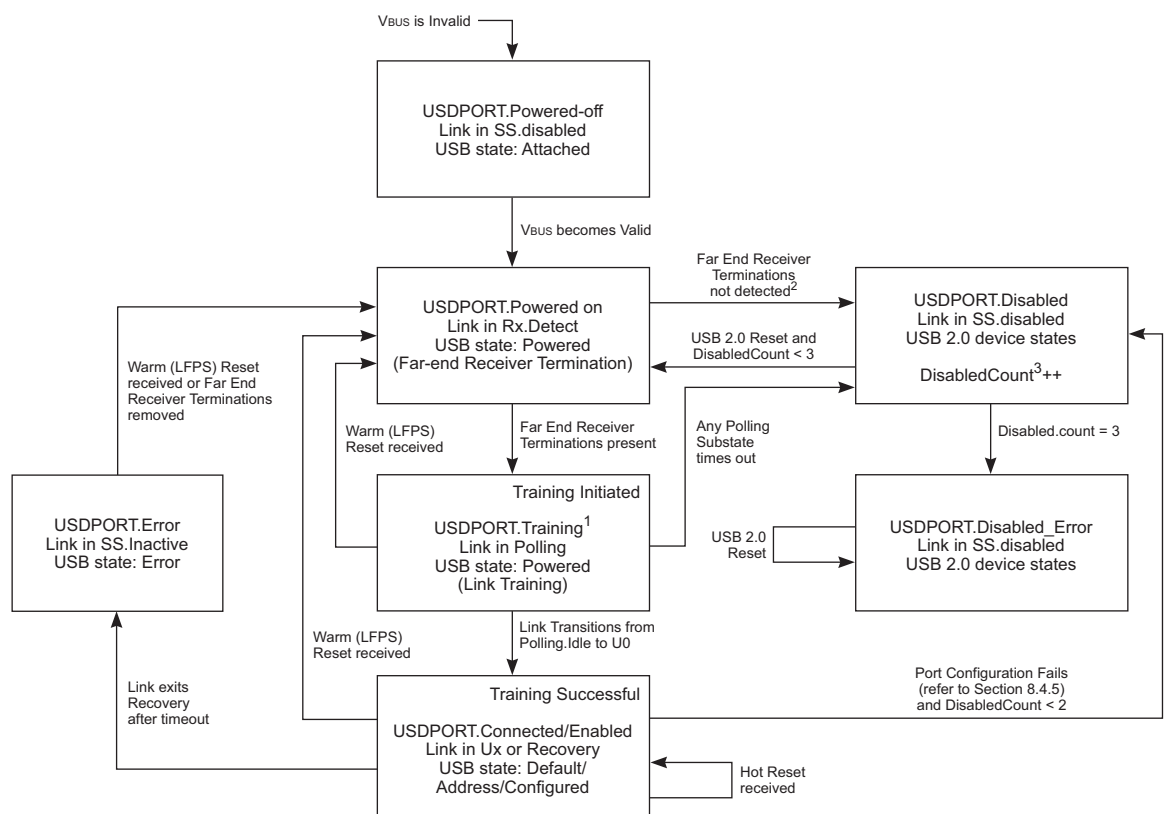 VBUS is Invalid
USDPORT.Powered-off
Link in SS.disabled
USB state: Attached
VBUS becomes Valid
USDPORT.Powered on
Link in Rx.Detect
USB state: Powered
(Far-end Receiver Termination)
Far End Receiver
Terminations
not detected²
USDPORT.Disabled
Link in SS.disabled
USB 2.0 device states
DisabledCount³++
USB 2.0 Reset and
DisabledCount < 3
Warm (LFPS) Reset
received or Far End
Receiver Terminations
removed
Warm (LFPS)
Reset received
Far End Receiver
Terminations present
Any Polling
Substate
times out
Disabled.count = 3
Training Initiated
USDPORT.Training¹
Link in Polling
USB state: Powered
(Link Training)
USDPORT.Error
Link in SS.Inactive
USB state: Error
USB 2.0
Reset
USDPORT.Disabled_Error
Link in SS.disabled
USB 2.0 device states
Warm (LFPS)
Reset received
Link Transitions from
Polling.Idle to U0
Link exits
Recovery
after timeout
Port Configuration Fails
(refer to Section 8.4.5)
and DisabledCount < 2
Training Successful
USDPORT.Connected/Enabled
Link in Ux or Recovery
USB state: Default/
Address/Configured
Hot Reset
received